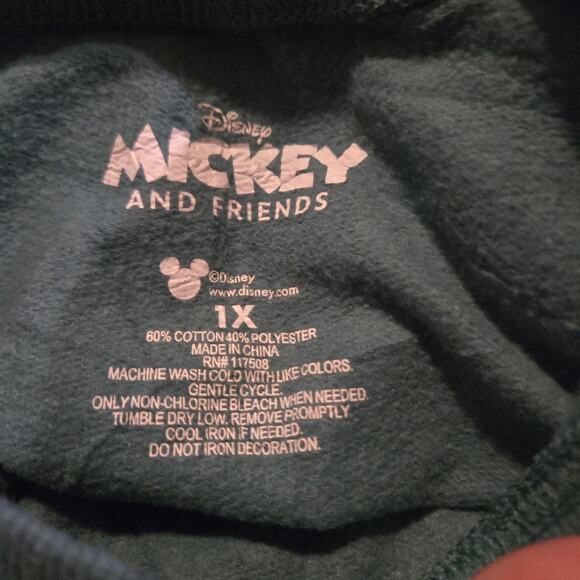 Disney
MICKEY
AND FRIENDS
©Disney
www.disney.com
1X
60% COTTON 40% POLYESTER
MADE IN CHINA
RN# 117508
MACHINE WASH COLD WITH LIKE COLORS.
GENTLE CYCLE.
ONLY NON-CHLORINE BLEACH WHEN NEEDED.
TUMBLE DRY LOW. REMOVE PROMPTLY
COOL IRON IF NEEDED.
DO NOT IRON DECORATION.